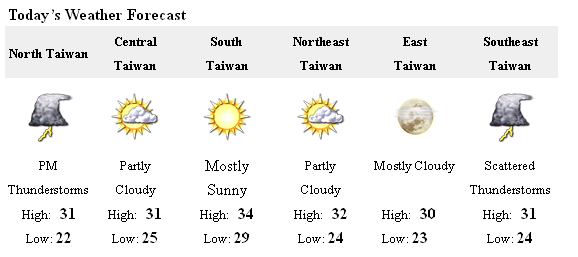 Today's Weather Forecast
North Taiwan
Central
Taiwan
South
Taiwan
Northeast
Taiwan
East
Taiwan
Southeast
Taiwan
PM
Thunderstorms
Partly
Cloudy
Mostly
Sunny
Partly
Cloudy
Mostly Cloudy
Scattered
Thunderstorms
High: 31
High: 31
High: 34
High: 32
High: 30
High: 31
Low: 22
Low: 25
Low: 29
Low: 24
Low: 23
Low: 24